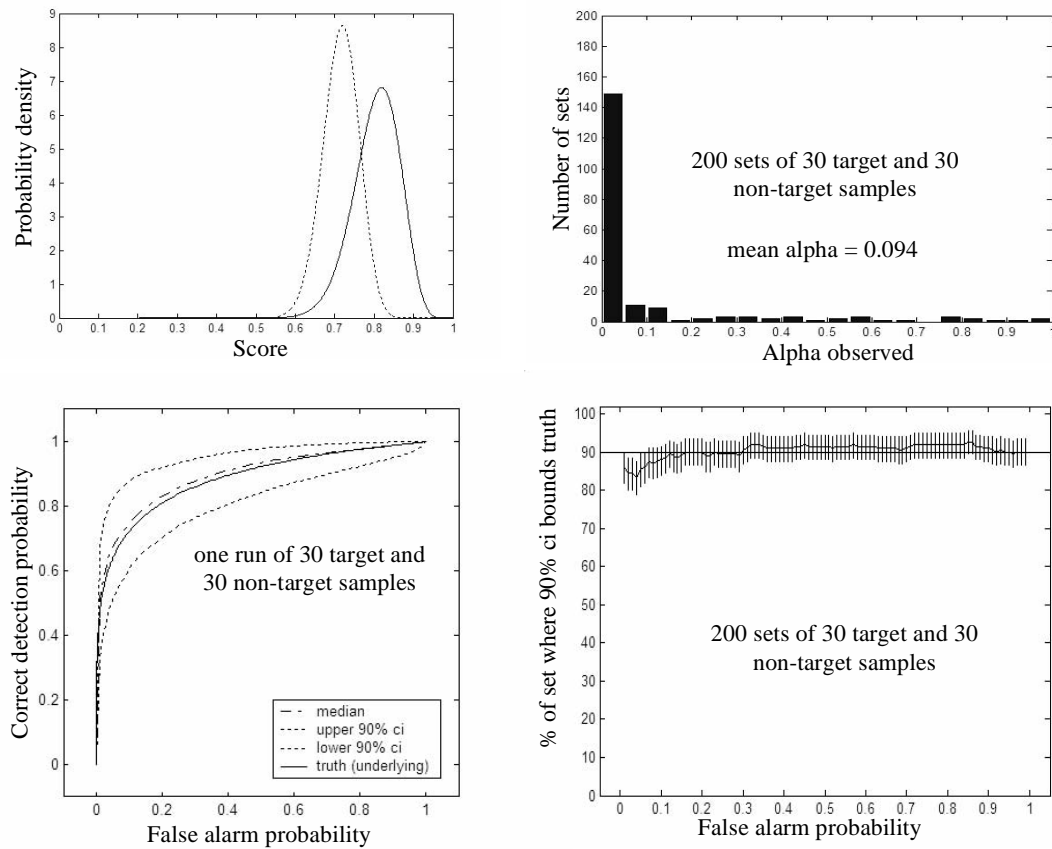 9
8
7
6
5
4
3
2
1
0
Probability density
0 0.1 0.2 0.3 0.4 0.5 0.6 0.7 0.8 0.9 1
Score
200
180
160
140
120
100
80
60
40
20
0
Number of sets
200 sets of 30 target and 30
non-target samples
mean alpha = 0.094
0 0.1 0.2 0.3 0.4 0.5 0.6 0.7 0.8 0.9 1
Alpha observed
1
0.8
0.6
0.4
0.2
0
Correct detection probability
one run of 30 target and
30 non-target samples
median
upper 90% ci
lower 90% ci
truth (underlying)
0 0.2 0.4 0.6 0.8 1
False alarm probability
100
90
80
70
60
50
40
30
20
10
0
% of set where 90% ci bounds truth
200 sets of 30 target and 30
non-target samples
0 0.1 0.2 0.3 0.4 0.5 0.6 0.7 0.8 0.9 1
False alarm probability